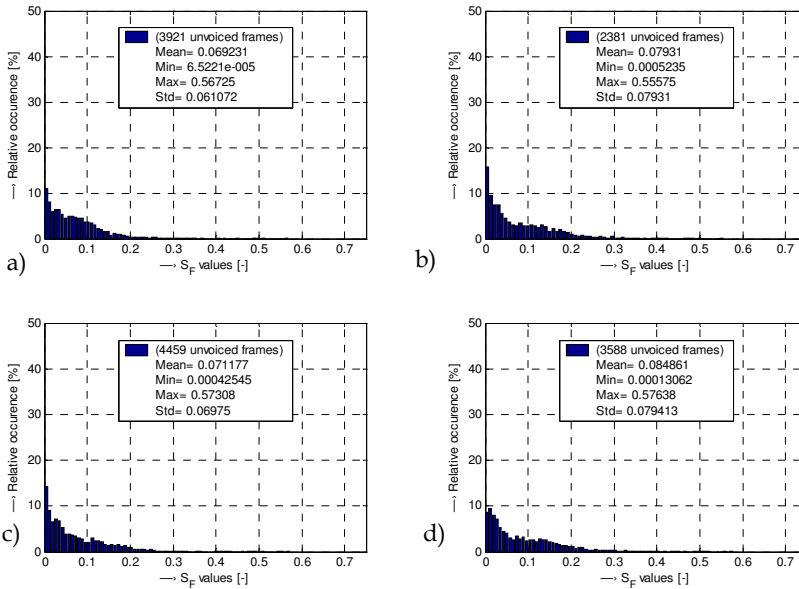 50
40
30
20
10
0
—› Relative occurence [%]
(3921 unvoiced frames)
Mean= 0.069231
Min= 6.5221e-005
Max= 0.56725
Std= 0.061072
0 0.1 0.2 0.3 0.4 0.5 0.6 0.7
—› S_F values [-]
a)
50
40
30
20
10
0
—› Relative occurence [%]
(2381 unvoiced frames)
Mean= 0.07931
Min= 0.0005235
Max= 0.55575
Std= 0.07931
0 0.1 0.2 0.3 0.4 0.5 0.6 0.7
—› S_F values [-]
b)
50
40
30
20
10
0
—› Relative occurence [%]
(4459 unvoiced frames)
Mean= 0.071177
Min= 0.00042545
Max= 0.57308
Std= 0.06975
0 0.1 0.2 0.3 0.4 0.5 0.6 0.7
—› S_F values [-]
c)
50
40
30
20
10
0
—› Relative occurence [%]
(3588 unvoiced frames)
Mean= 0.084861
Min= 0.00013062
Max= 0.57638
Std= 0.079413
0 0.1 0.2 0.3 0.4 0.5 0.6 0.7
—› S_F values [-]
d)